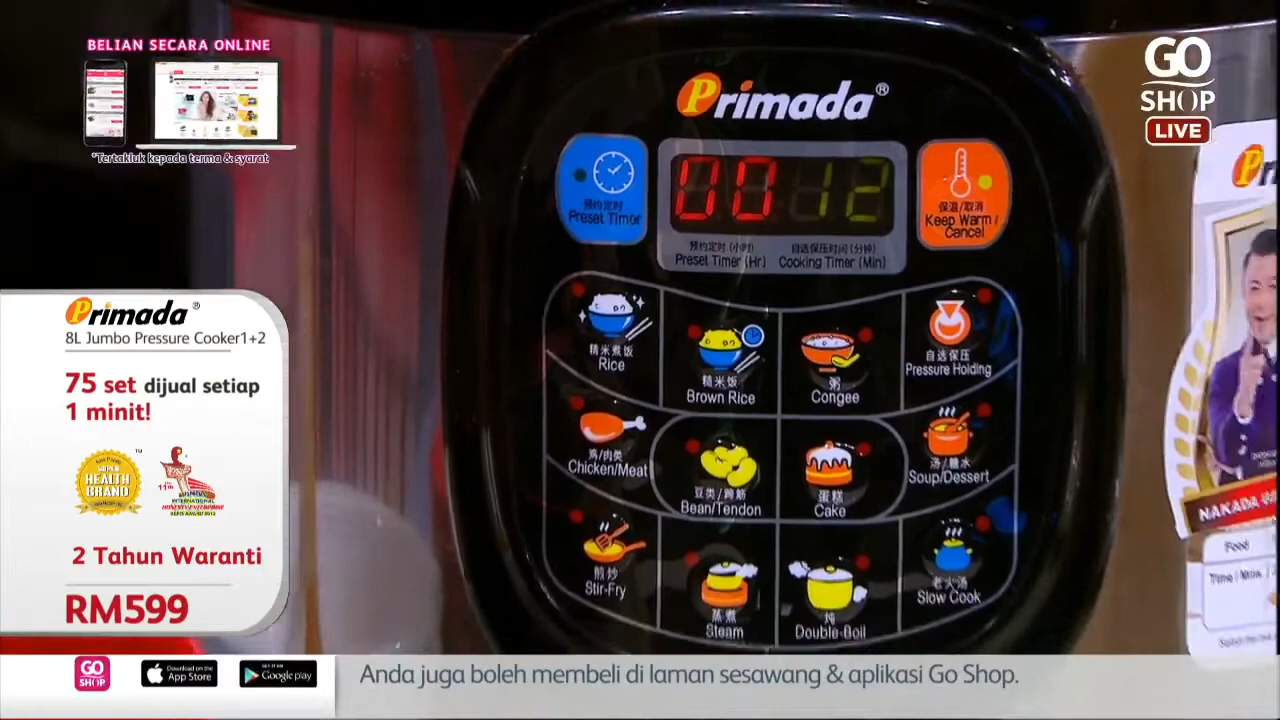 BELIAN SECARA ONLINE
*Tertakluk kepada terma & syarat
GO
SHOP
LIVE
Primada®
预约定时
Preset Timer
00 12
预约定时 (小时)
Preset Timer (Hr)
自选保压时间 (分钟)
Cooking Timer (Min)
保温/取消
Keep Warm /
Cancel
精米煮饭
Rice
精米饭
Brown Rice
粥
Congee
自选保压
Pressure Holding
鸡/肉类
Chicken/Meat
豆类/蹄筋
Bean/Tendon
蛋糕
Cake
汤/糖水
Soup/Dessert
煎炒
Stir-Fry
蒸煮
Steam
炖
Double-Boil
老火汤
Slow Cook
Primada®
8L Jumbo Pressure Cooker1+2
75 set dijual setiap
1 minit!
SUPER
HEALTH
BRAND
TM
11th
INTERNATIONAL
2 Tahun Waranti
RM599
NAKADA
Food
GO
SHOP
Download on the
App Store
GET IT ON
Google play
Anda juga boleh membeli di laman sesawang & aplikasi Go Shop.